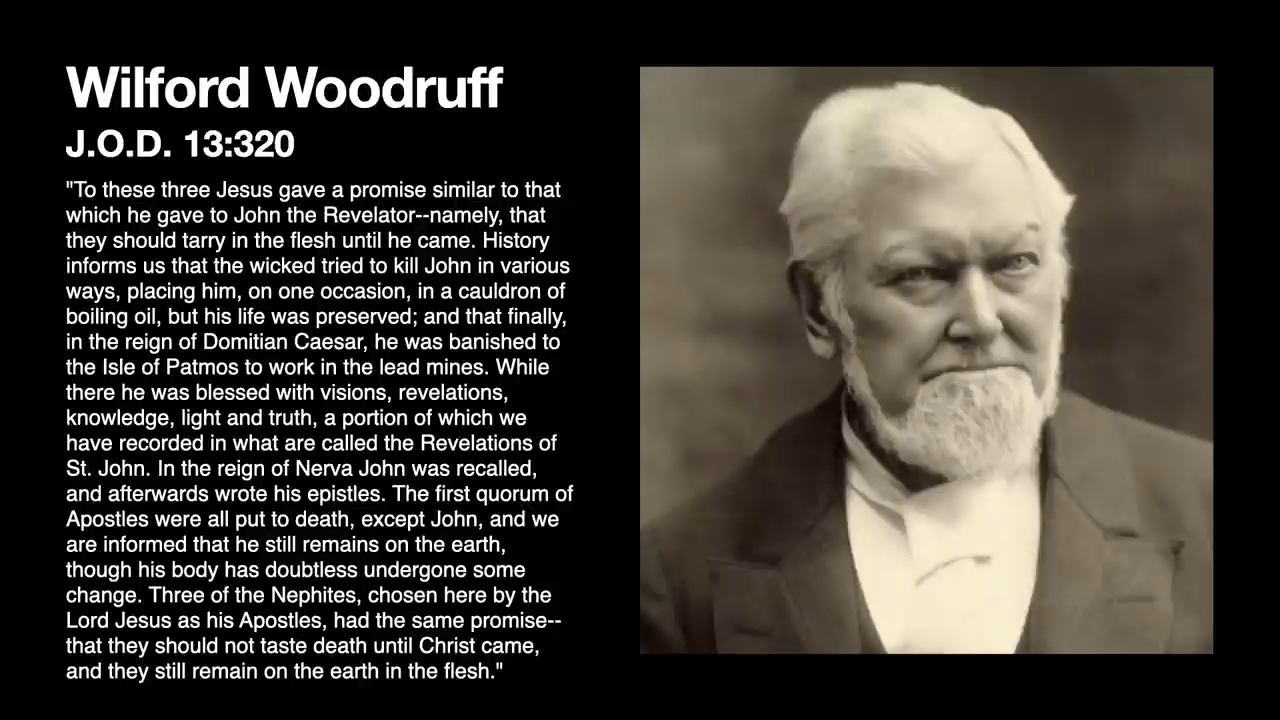 Wilford Woodruff
J.O.D. 13:320
"To these three Jesus gave a promise similar to that
which he gave to John the Revelator--namely, that
they should tarry in the flesh until he came. History
informs us that the wicked tried to kill John in various
ways, placing him, on one occasion, in a cauldron of
boiling oil, but his life was preserved; and that finally,
in the reign of Domitian Caesar, he was banished to
the Isle of Patmos to work in the lead mines. While
there he was blessed with visions, revelations,
knowledge, light and truth, a portion of which we
have recorded in what are called the Revelations of
St. John. In the reign of Nerva John was recalled,
and afterwards wrote his epistles. The first quorum of
Apostles were all put to death, except John, and we
are informed that he still remains on the earth,
though his body has doubtless undergone some
change. Three of the Nephites, chosen here by the
Lord Jesus as his Apostles, had the same promise--
that they should not taste death until Christ came,
and they still remain on the earth in the flesh."